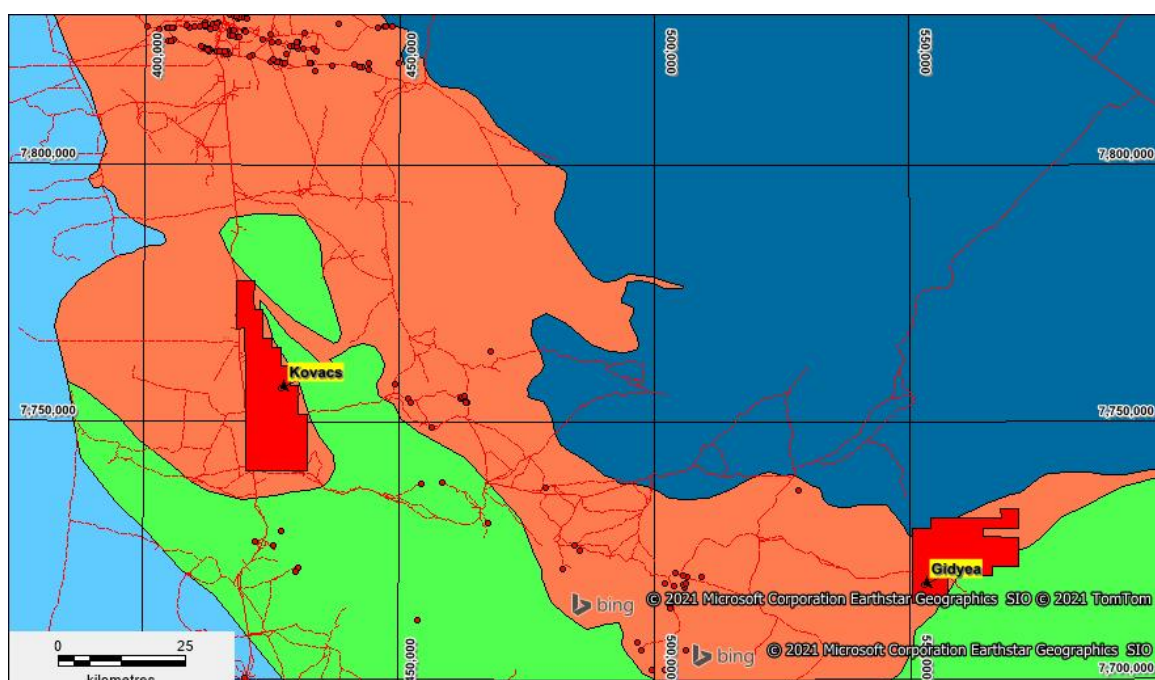 400,000
450,000
500,000
550,000
7,800,000
7,800,000
Kovacs
7,750,000
7,750,000
Gidyea
bing © 2021 Microsoft Corporation Earthstar Geographics SIO © 2021 TomTom
bing © 2021 Microsoft Corporation Earthstar Geographics SIO
0 25
kilometres
450,000
500,000
550,000
7,700,000